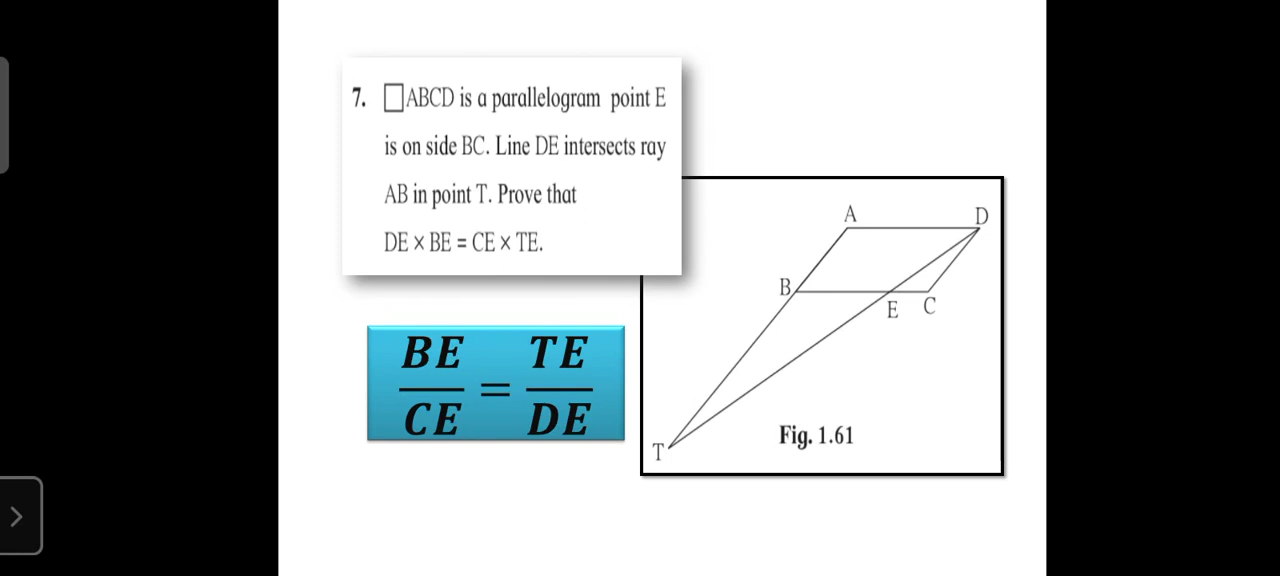 7. □ABCD is a parallelogram point E
is on side BC. Line DE intersects ray
AB in point T. Prove that
DE × BE = CE × TE.
BE/CE = TE/DE
A
D
B
E
C
T
Fig. 1.61